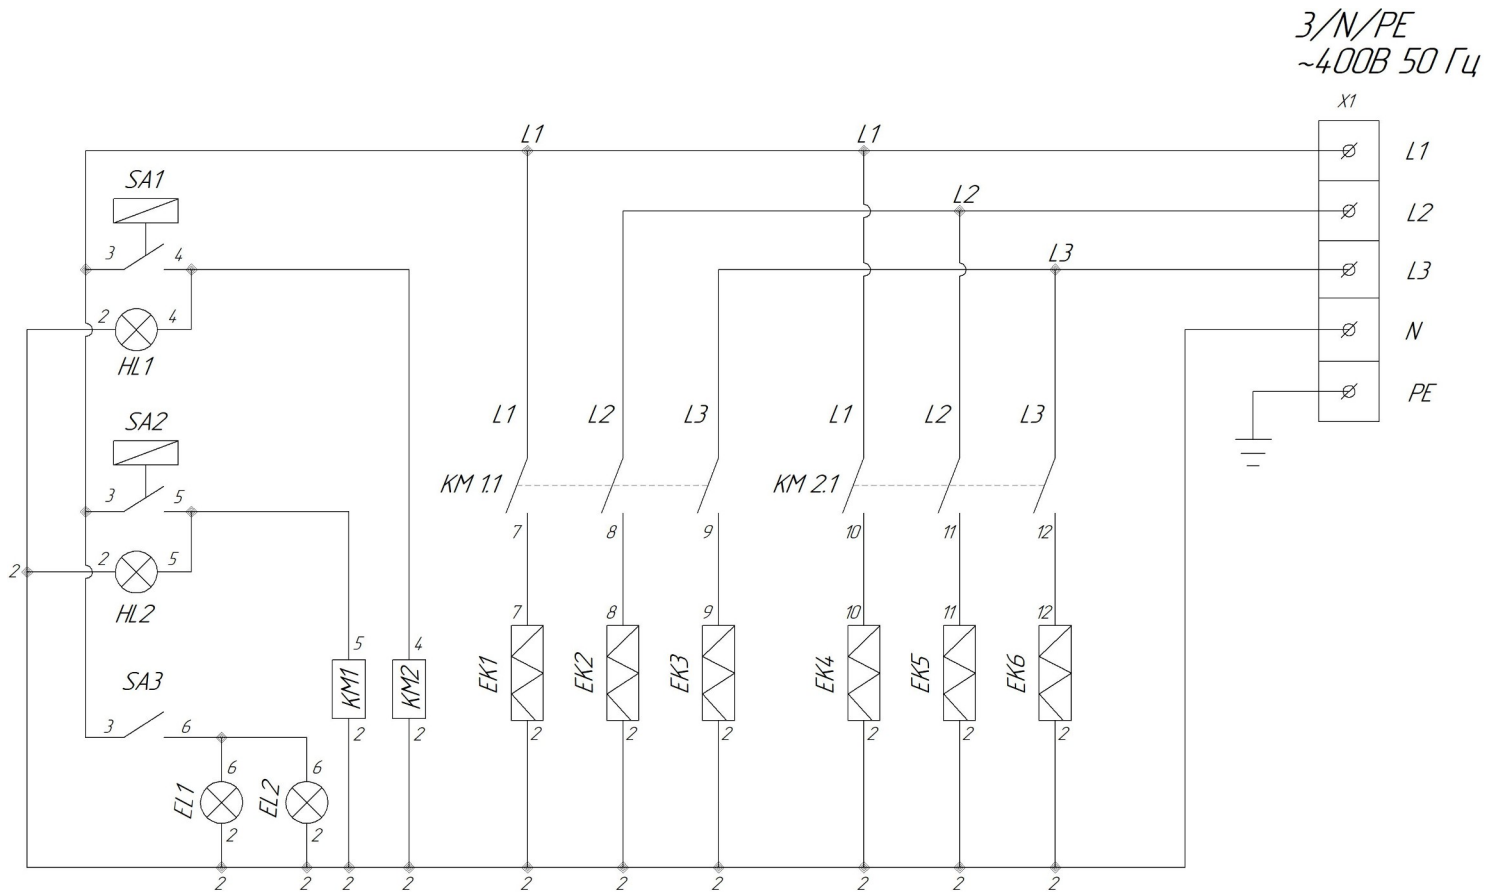 3/N/PE
~400В 50 Гц
X1
L1 L1 L1
SA1 L2 L2
3 4 L3 L3
2 4 N
HL1
PE
SA2 L1 L2 L3 L1 L2 L3
3 5 KM 1.1 KM 2.1
7 8 9 10 11 12
2 5
2
HL2 7 8 9 10 11 12
5 4
SA3 KM1 KM2 EK1 EK2 EK3 EK4 EK5 EK6
3 6 2 2 2 2 2 2 2 2
6 6
EL1 EL2
2 2
2 2 2 2 2 2 2 2 2 2